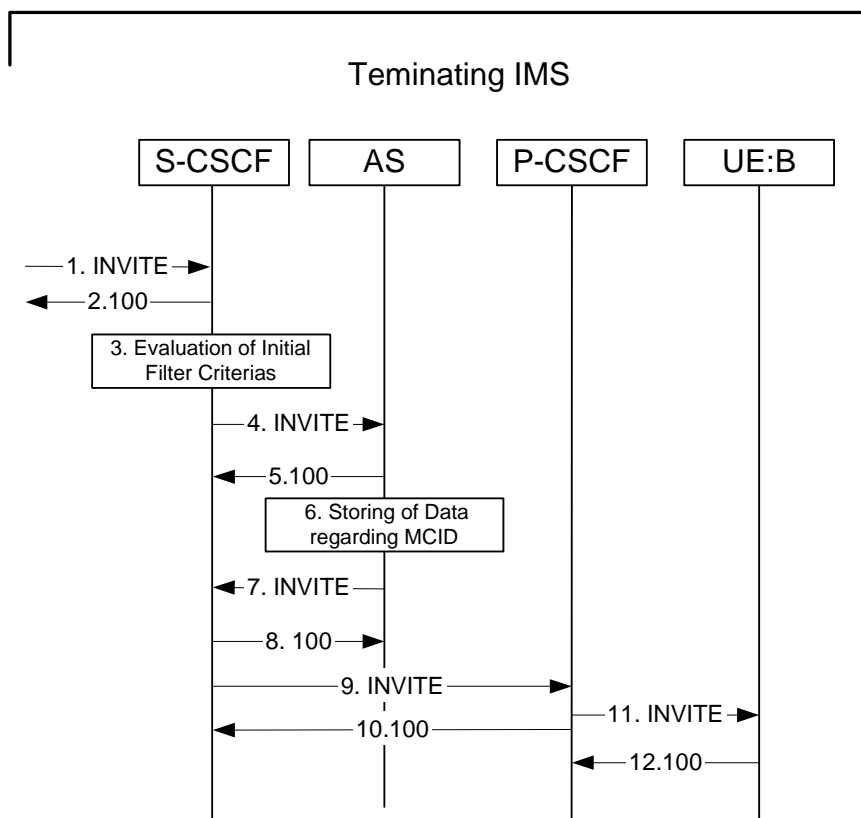 Teminating IMS
S-CSCF
AS
P-CSCF
UE:B
1. INVITE
2.100
3. Evaluation of Initial
Filter Criterias
4. INVITE
5.100
6. Storing of Data
regarding MCID
7. INVITE
8. 100
9. INVITE
11. INVITE
10.100
12.100